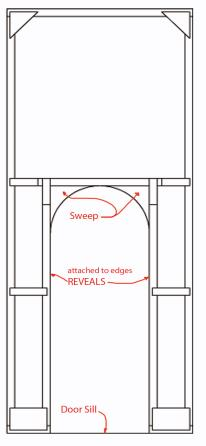 Sweep
attached to edges
REVEALS
Door Sill